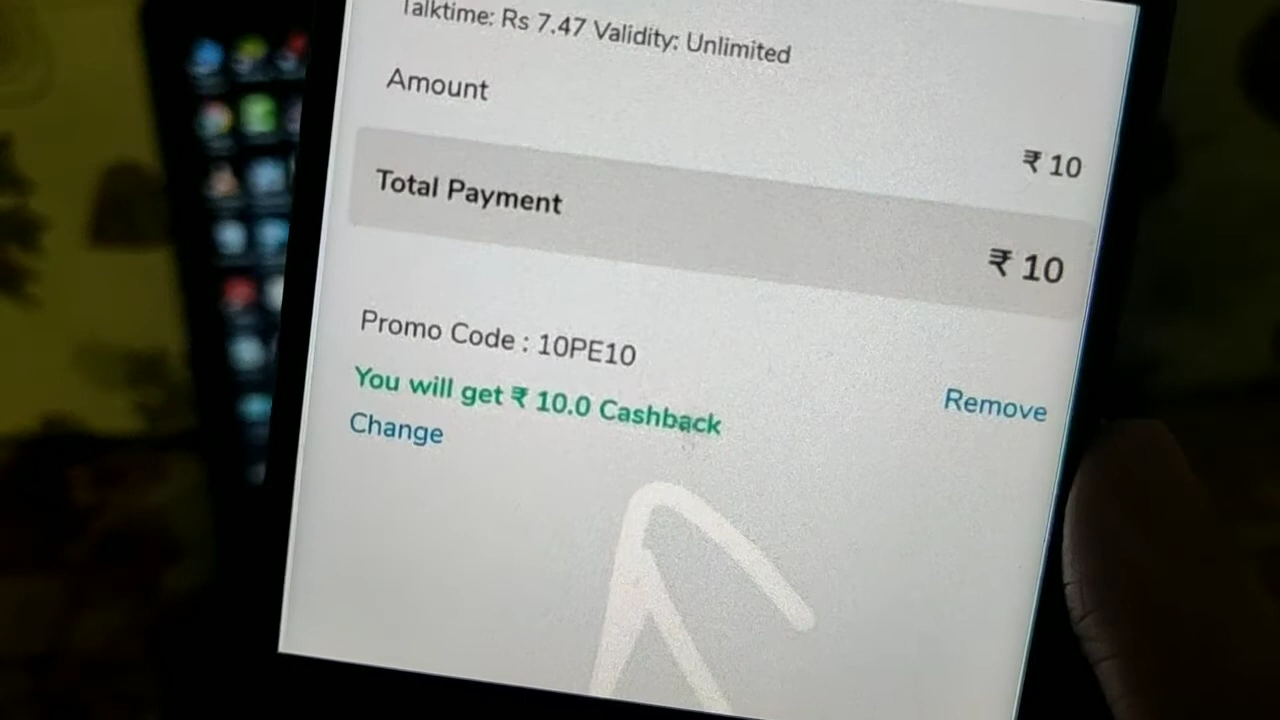 Talktime: Rs 7.47 Validity: Unlimited
Amount
₹ 10
Total Payment
₹ 10
Promo Code : 10PE10
You will get ₹ 10.0 Cashback
Remove
Change